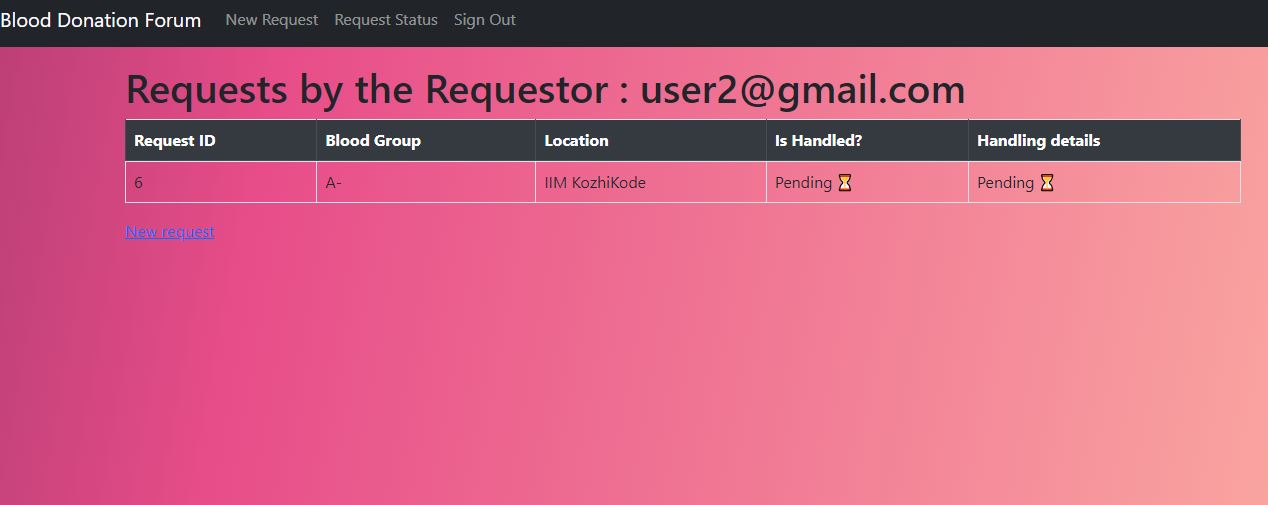 Blood Donation Forum New Request Request Status Sign Out
Requests by the Requestor : user2@gmail.com
Request ID Blood Group Location Is Handled? Handling details
6 A- IIM KozhiKode Pending ⌛ Pending ⌛
New request